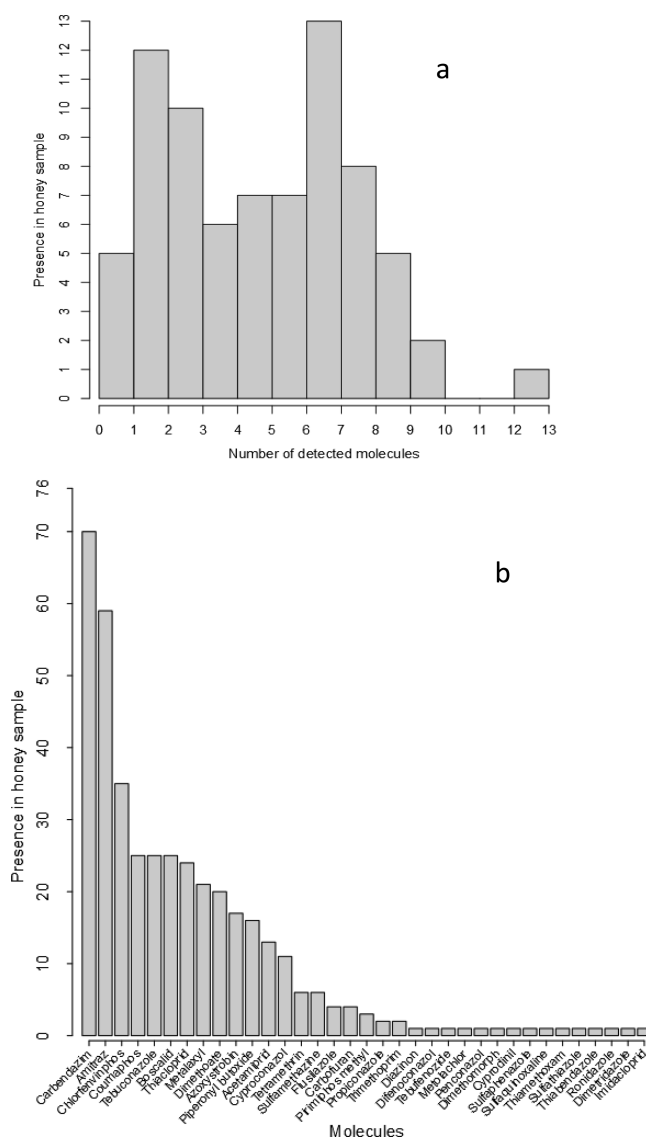 a
13
12
11
10
9
8
7
6
5
4
3
2
1
0
Presence in honey sample
0 1 2 3 4 5 6 7 8 9 10 11 12 13
Number of detected molecules
b
76
70
60
50
40
30
20
10
0
Presence in honey sample
Carbendazim
Amitraz
Chlorfenvinphos
Coumaphos
Tebuconazole
Boscalid
Thiacloprid
Metalaxyl
Dimethoate
Azoxystrobin
Piperonyl butoxide
Acetamiprid
Cyproconazol
Tetramethrin
Sulfamethazine
Flusilazole
Carbofuran
Pirimiphos methyl
Propiconazole
Trimethoprim
Diazinon
Difenoconazol
Tebufenozide
Metolachlor
Penconazol
Dimethomorph
Cyprodinil
Sulfaphenazole
Sulfaquinoxaline
Thiamethoxam
Sulfathiazole
Thiabendazole
Ronidazole
Dimetridazole
Imidacloprid
Molecules